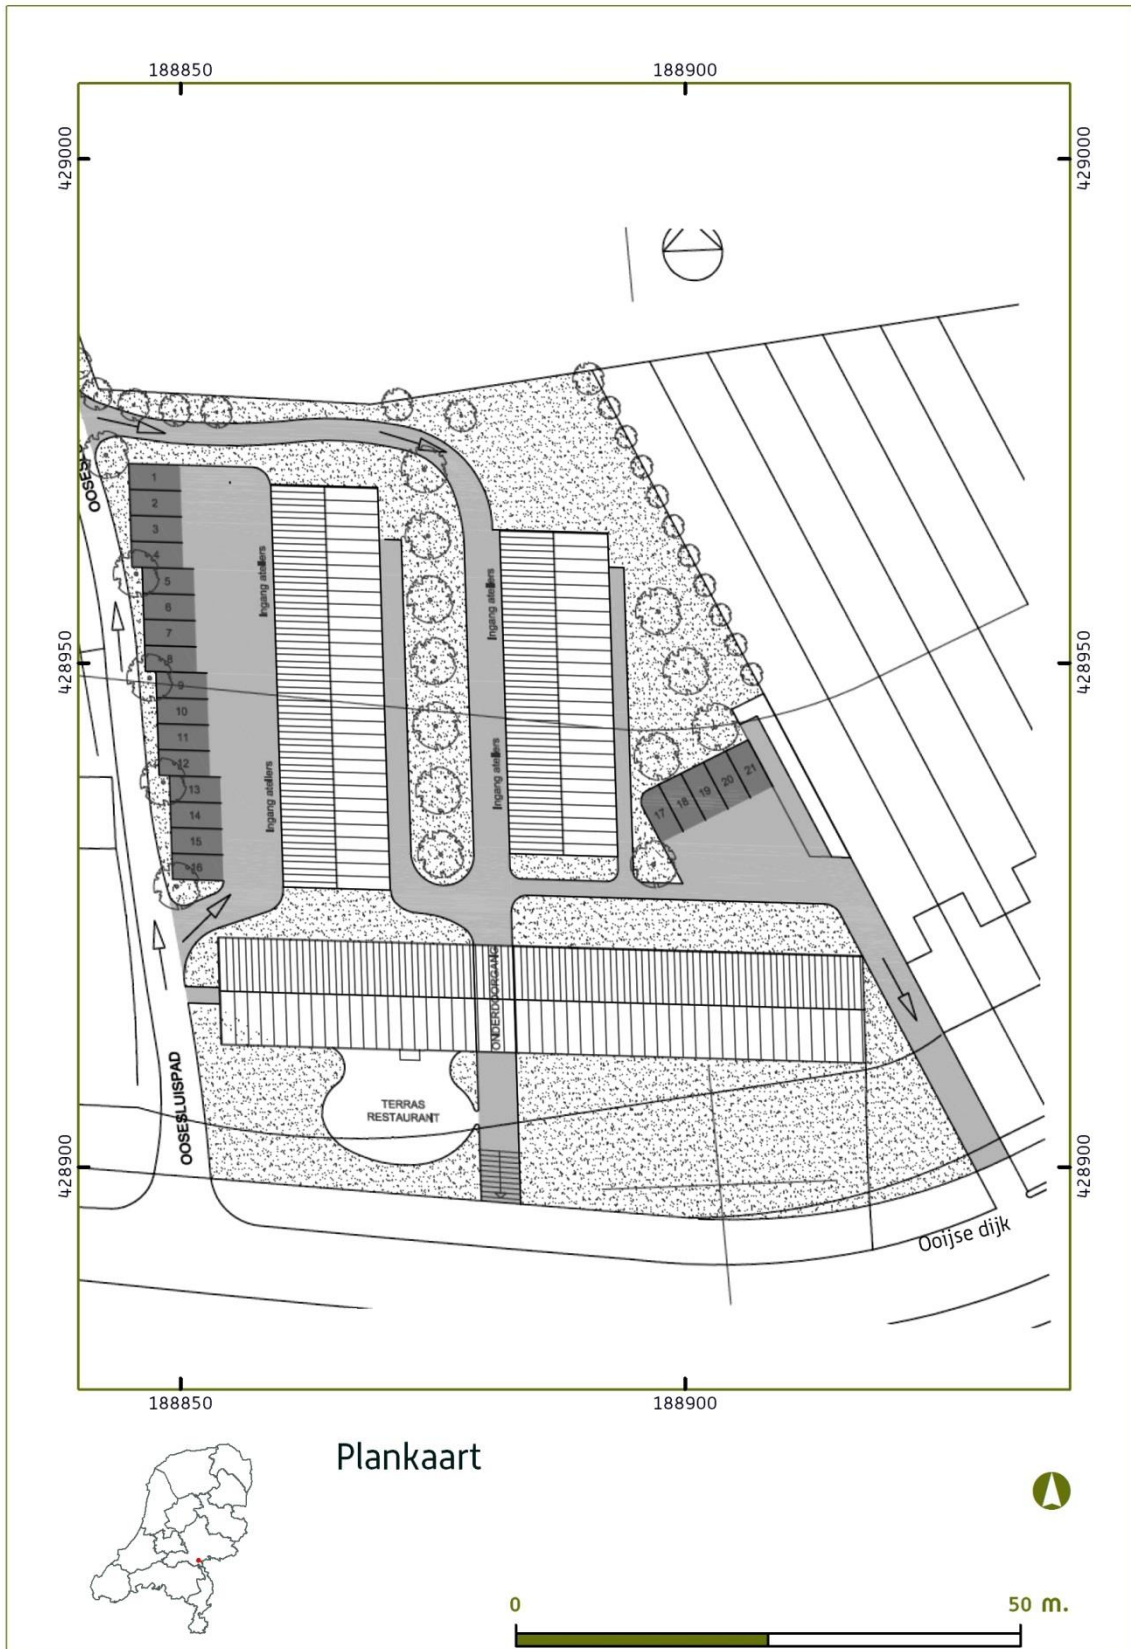 188850
188900
429000
429000
OOSESL
1
2
3
4
5
6
7
8
9
10
11
12
13
14
15
16
Ingang ateliers
Ingang ateliers
Ingang ateliers
Ingang ateliers
17
18
19
20
21
428950
428950
ONDERDOORGANG
TERRAS
RESTAURANT
OOSESLUISPAD
428900
428900
Ooijse dijk
188850
188900
Plankaart
0
50 m.